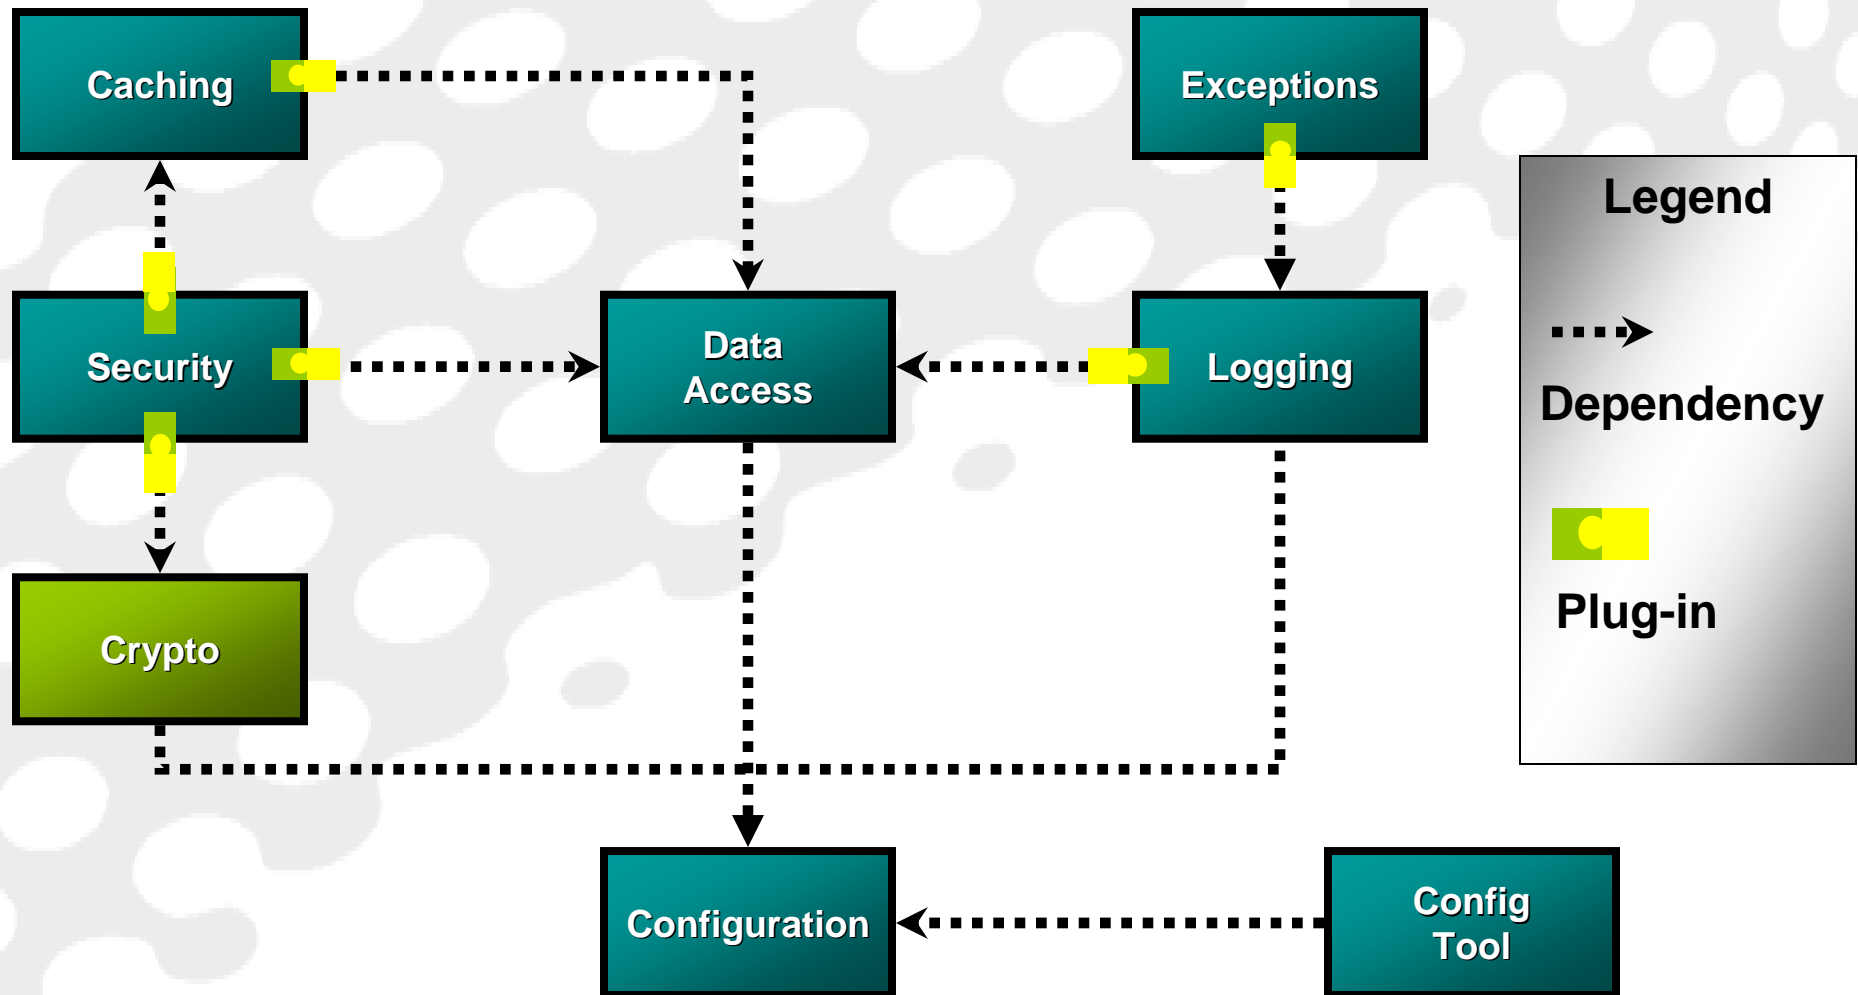 Caching
Exceptions
Legend
Security
Data
Access
Logging
Dependency
Plug-in
Crypto
Configuration
Config
Tool